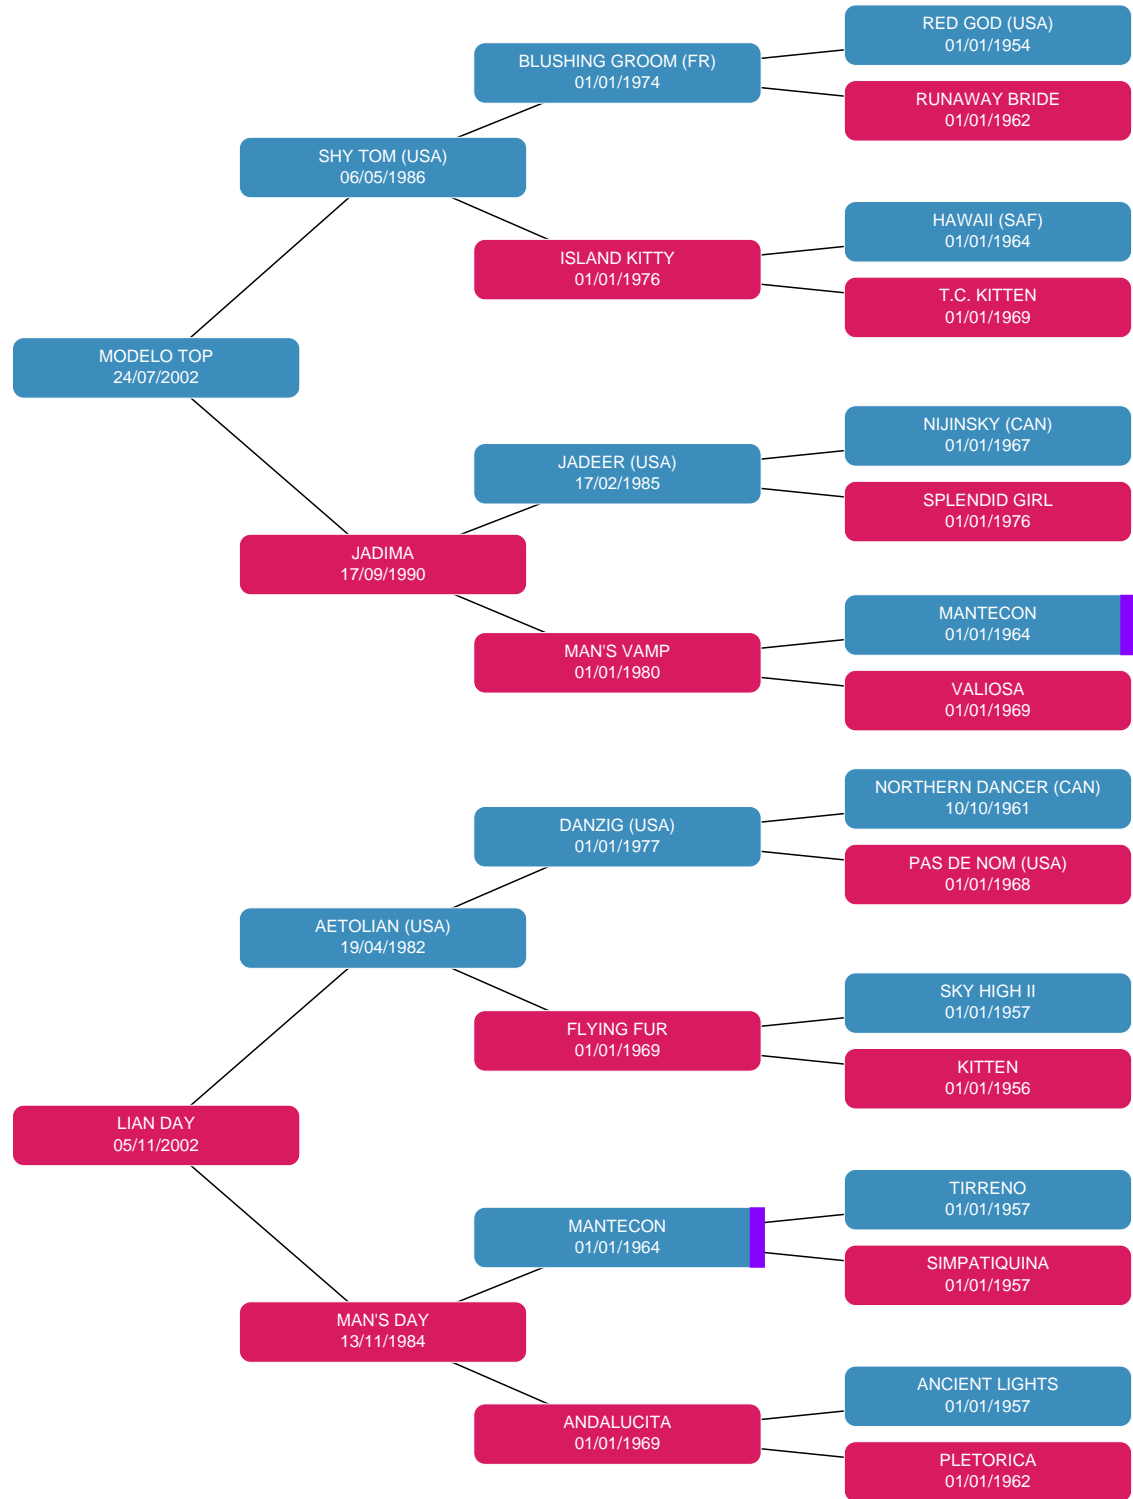 RED GOD (USA)
01/01/1954
BLUSHING GROOM (FR)
01/01/1974
RUNAWAY BRIDE
01/01/1962
SHY TOM (USA)
06/05/1986
HAWAII (SAF)
01/01/1964
ISLAND KITTY
01/01/1976
T.C. KITTEN
01/01/1969
MODELO TOP
24/07/2002
NIJINSKY (CAN)
01/01/1967
JADEER (USA)
17/02/1985
SPLENDID GIRL
01/01/1976
JADIMA
17/09/1990
MANTECON
01/01/1964
MAN'S VAMP
01/01/1980
VALIOSA
01/01/1969
NORTHERN DANCER (CAN)
10/10/1961
DANZIG (USA)
01/01/1977
PAS DE NOM (USA)
01/01/1968
AETOLIAN (USA)
19/04/1982
SKY HIGH II
01/01/1957
FLYING FUR
01/01/1969
KITTEN
01/01/1956
LIAN DAY
05/11/2002
TIRRENO
01/01/1957
MANTECON
01/01/1964
SIMPATIQUINA
01/01/1957
MAN'S DAY
13/11/1984
ANCIENT LIGHTS
01/01/1957
ANDALUCITA
01/01/1969
PLETORICA
01/01/1962